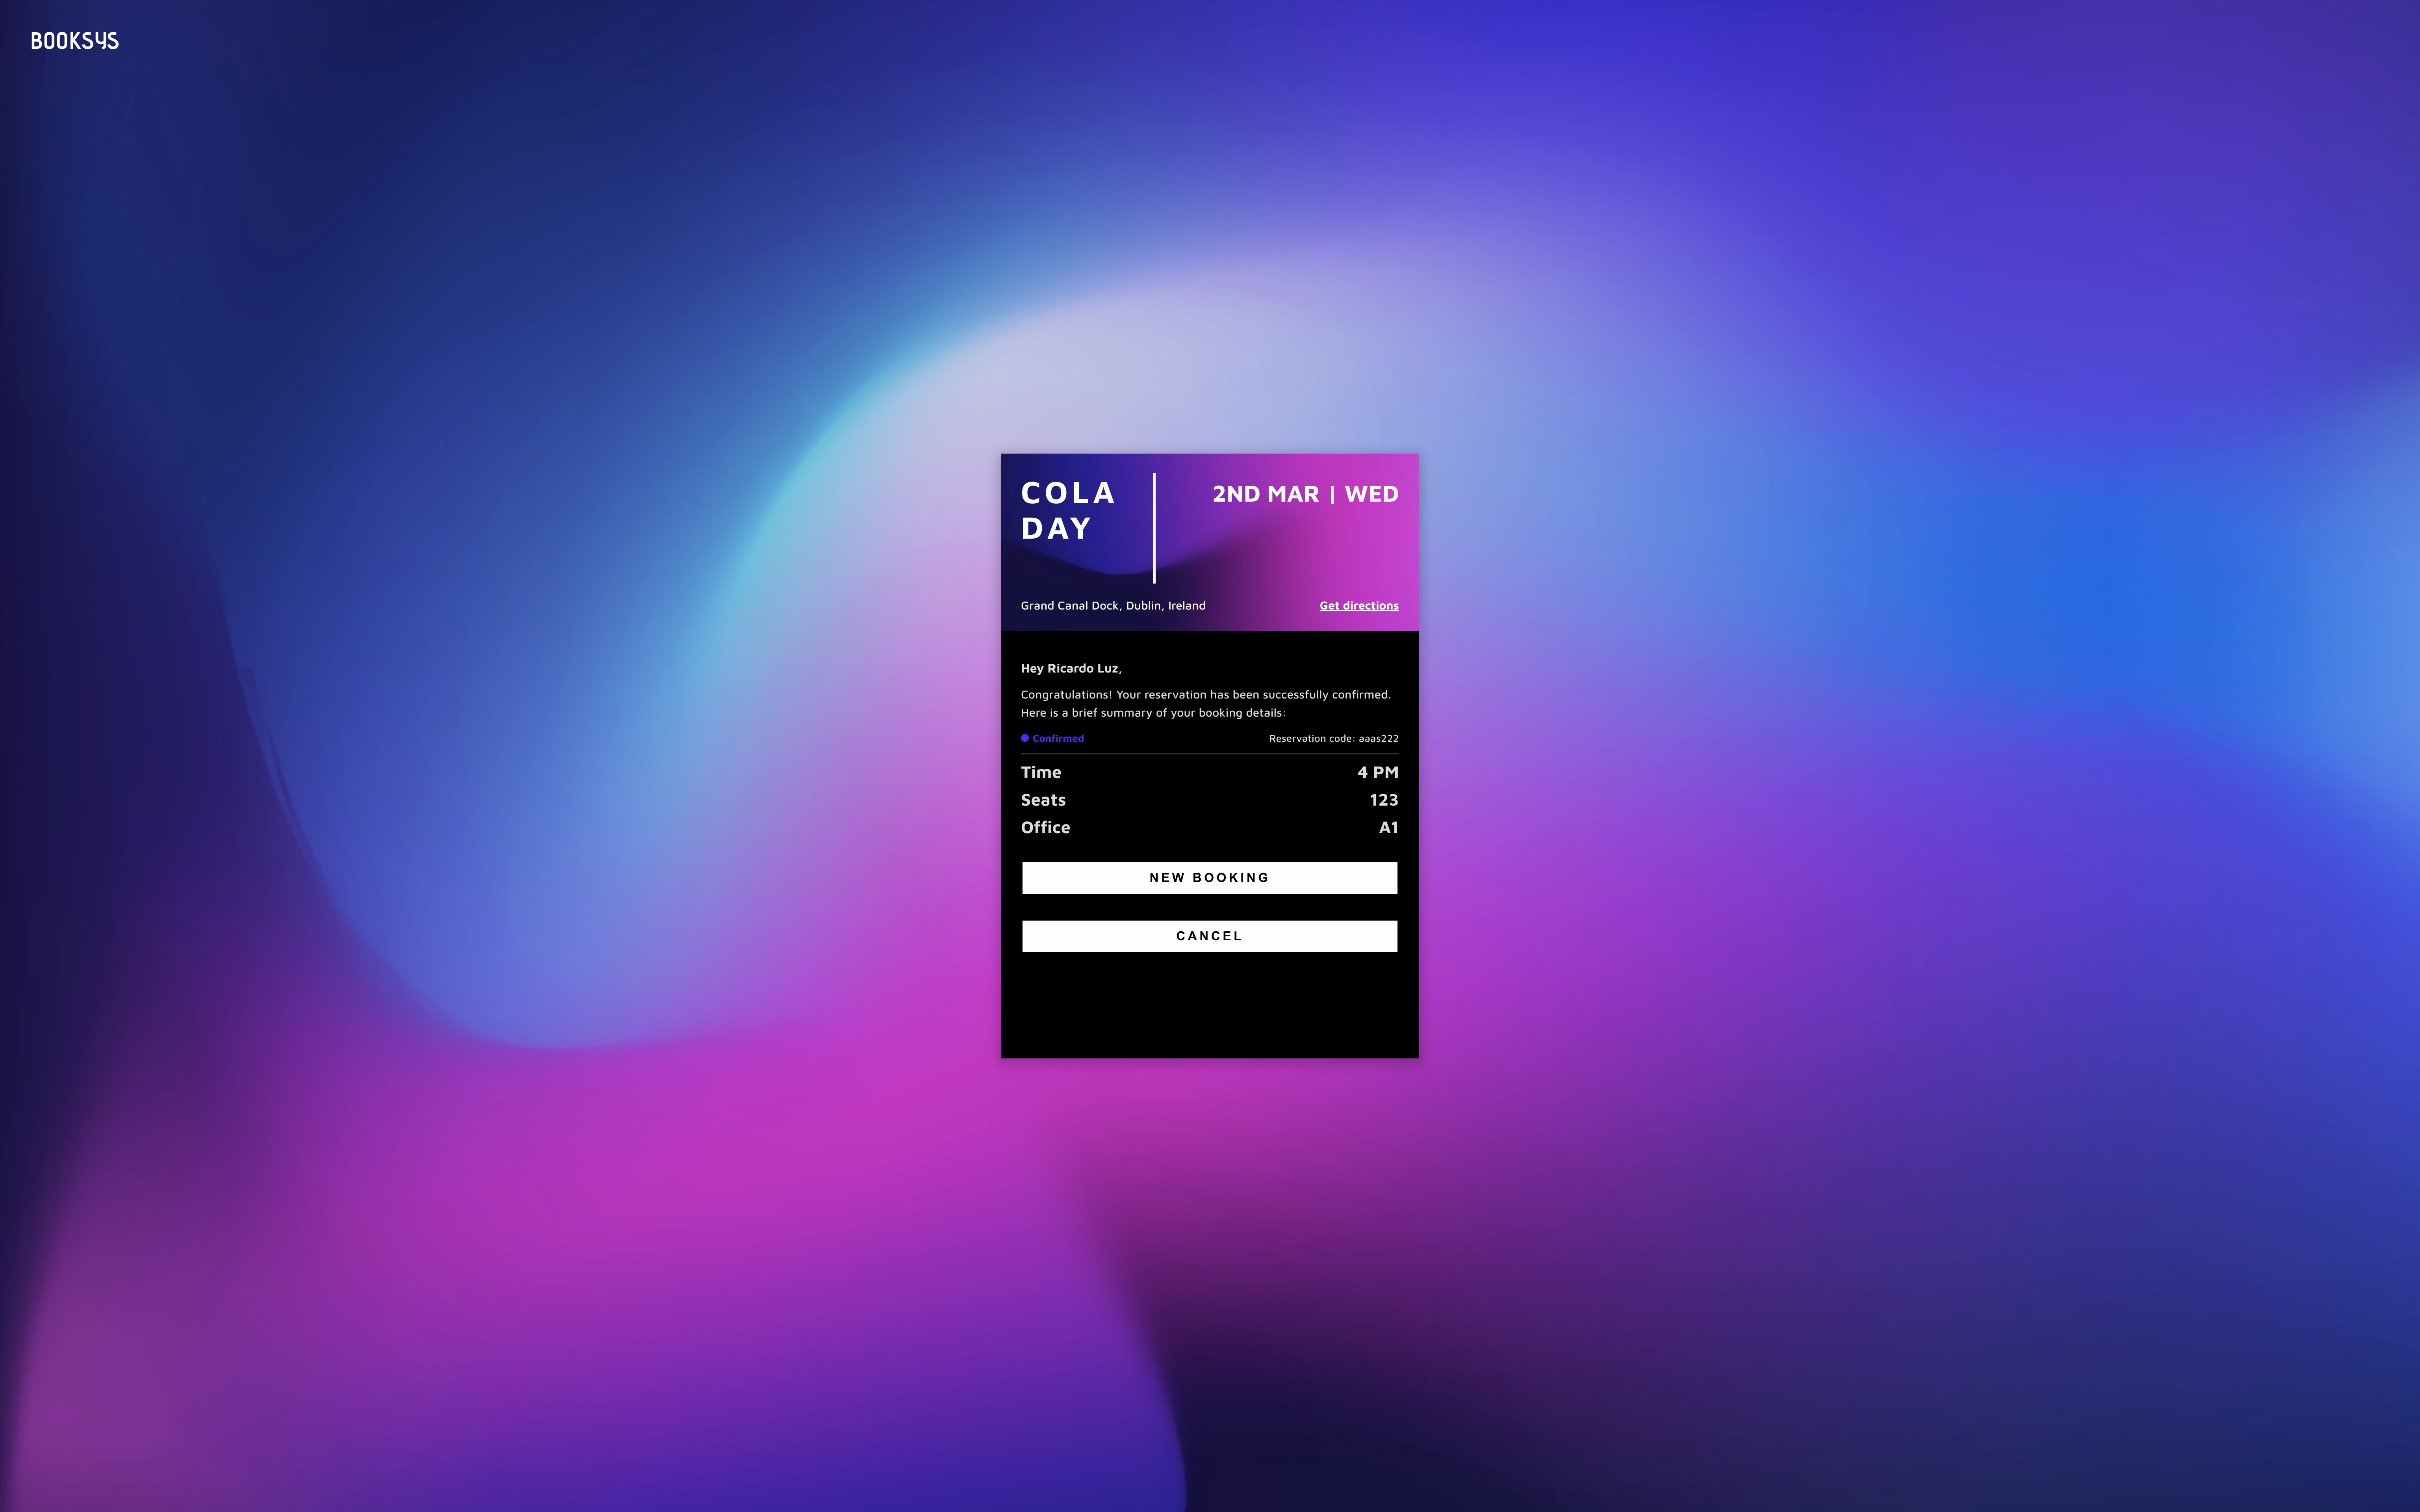 BOOKSYS
COLA
DAY
2ND MAR | WED
Grand Canal Dock, Dublin, Ireland
Get directions
Hey Ricardo Luz,
Congratulations! Your reservation has been successfully confirmed.
Here is a brief summary of your booking details:
Confirmed
Reservation code: aaas222
Time 4 PM
Seats 123
Office A1
NEW BOOKING
CANCEL